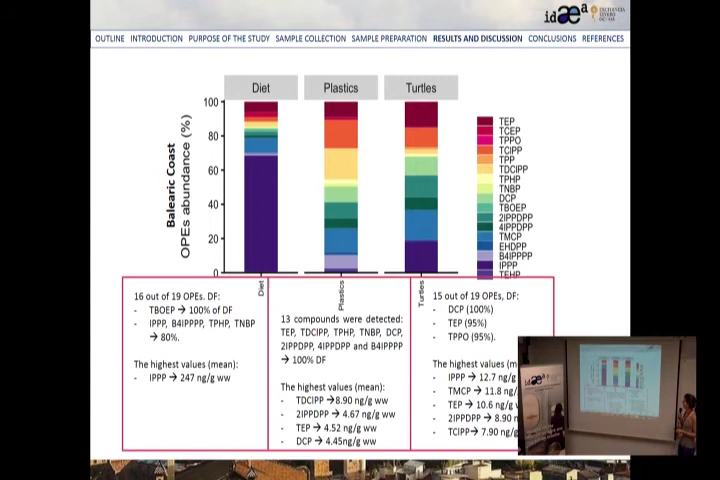 idæa
OUTLINE INTRODUCTION PURPOSE OF THE STUDY SAMPLE COLLECTION SAMPLE PREPARATION RESULTS AND DISCUSSION CONCLUSIONS REFERENCES
Diet Plastics Turtles
Balearic Coast
OPEs abundance (%)
100
80
60
40
20
0
Diet
Plastics
Turtles
TEP
TCEP
TPPO
TCIPP
TPP
TDCIPP
TPHP
TNBP
DCP
TBOEP
2IPPDPP
4IPPDPP
TMCP
EHDPP
B4IPPPP
IPPP
TEHP
16 out of 19 OPEs. DF:
- TBOEP → 100% of DF
- IPPP, B4IPPPP, TPHP, TNBP
→ 80%.
The highest values (mean):
- IPPP → 247 ng/g ww
13 compounds were detected:
TEP, TDCIPP, TPHP, TNBP, DCP,
2IPPDPP, 4IPPDPP and B4IPPPP
→ 100% DF
The highest values (mean):
- TDCIPP →8.90 ng/g ww
- 2IPPDPP → 4.67 ng/g ww
- TEP → 4.52 ng/g ww
- DCP → 4.45ng/g ww
15 out of 19 OPEs, DF:
- DCP (100%)
- TEP (95%)
- TPPO (95%).
The highest values (m
- IPPP → 12.7 ng/g
- TMCP → 11.8 ng/
- TEP → 10.6 ng/g
- 2IPPDPP → 8.90 n
- TCIPP→ 7.90 ng/g